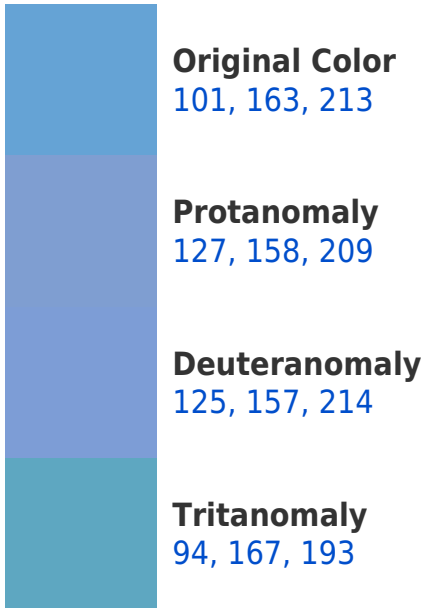 Original Color
101, 163, 213
Protanomaly
127, 158, 209
Deuteranomaly
125, 157, 214
Tritanomaly
94, 167, 193